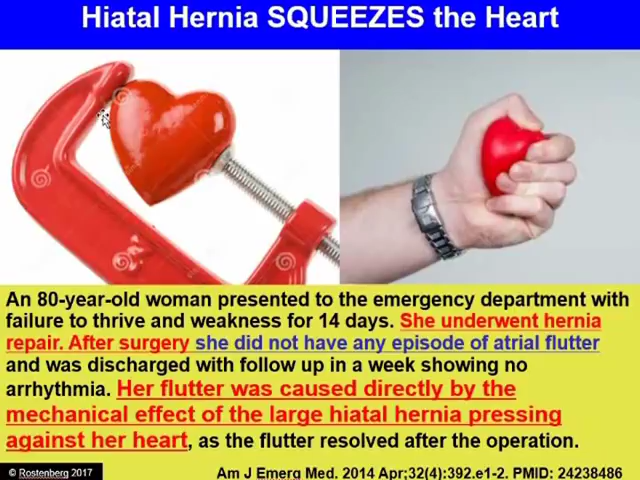 Hiatal Hernia SQUEEZES the Heart
An 80-year-old woman presented to the emergency department with
failure to thrive and weakness for 14 days. She underwent hernia
repair. After surgery she did not have any episode of atrial flutter
and was discharged with follow up in a week showing no
arrhythmia. Her flutter was caused directly by the
mechanical effect of the large hiatal hernia pressing
against her heart, as the flutter resolved after the operation.
© Rostenberg 2017
Am J Emerg Med. 2014 Apr;32(4):392.e1-2. PMID: 24238486